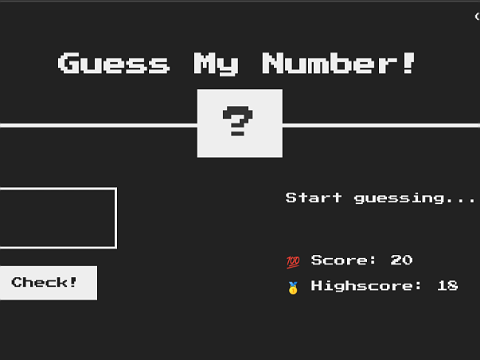 Guess My Number!
?
Start guessing...
Check!
💯 Score: 20
🥇 Highscore: 18